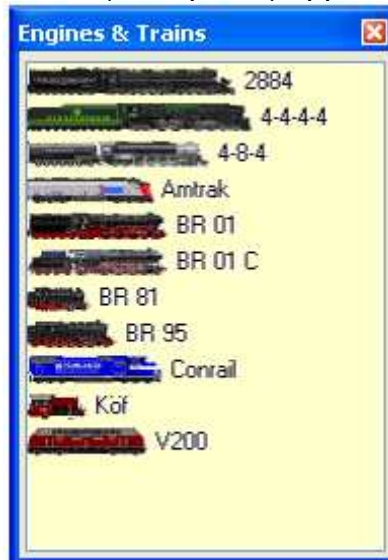 Engines & Trains
2884
4-4-4-4
4-8-4
Amtrak
BR 01
BR 01 C
BR 81
BR 95
Conrail
Köf
V200